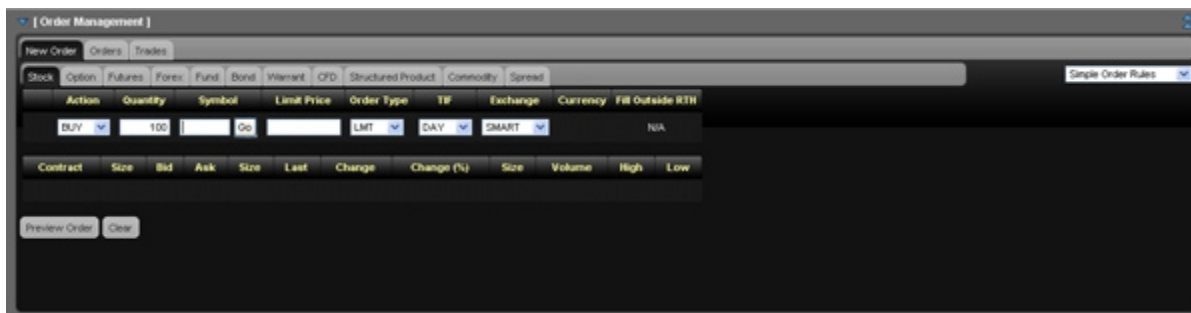 [ Order Management ]
New Order Orders Trades
Stock Option Futures Forex Fund Bond Warrant CFD Structured Product Commodity Spread Simple Order Rules
Action Quantity Symbol Limit Price Order Type TIF Exchange Currency Fill Outside RTH
BUY 100 Go LMT DAY SMART N/A
Contract Size Bid Ask Size Last Change Change (%) Size Volume High Low
Preview Order Clear